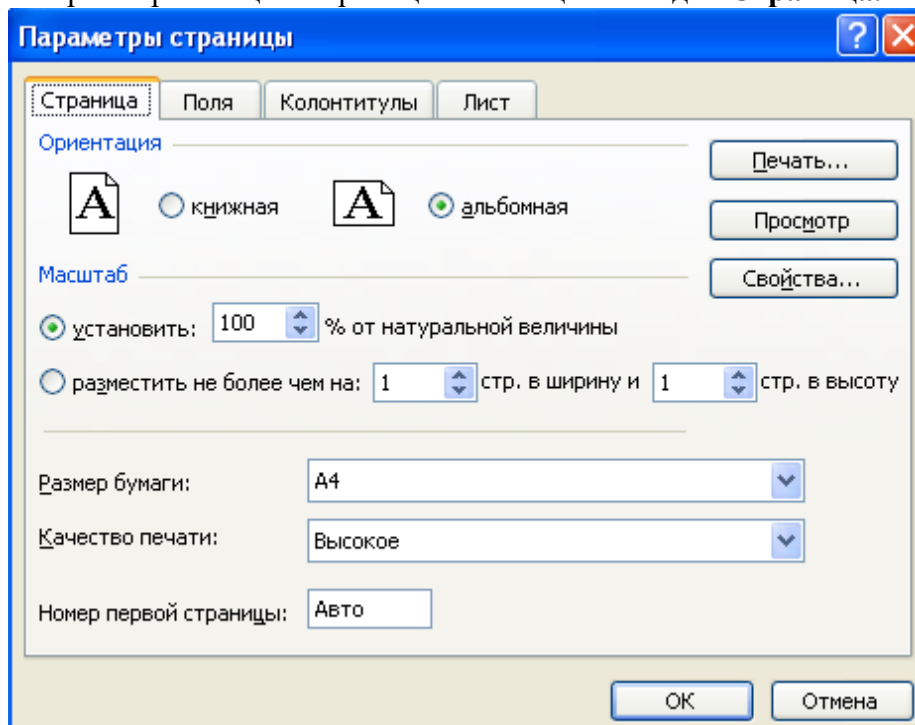 Страница.
Параметры страницы
Страница Поля Колонтитулы Лист
Ориентация
Печать...
A книжная A альбомная
Просмотр
Масштаб
Свойства...
установить: 100 % от натуральной величины
разместить не более чем на: 1 стр. в ширину и 1 стр. в высоту
Размер бумаги: A4
Качество печати: Высокое
Номер первой страницы: Авто
ОК Отмена